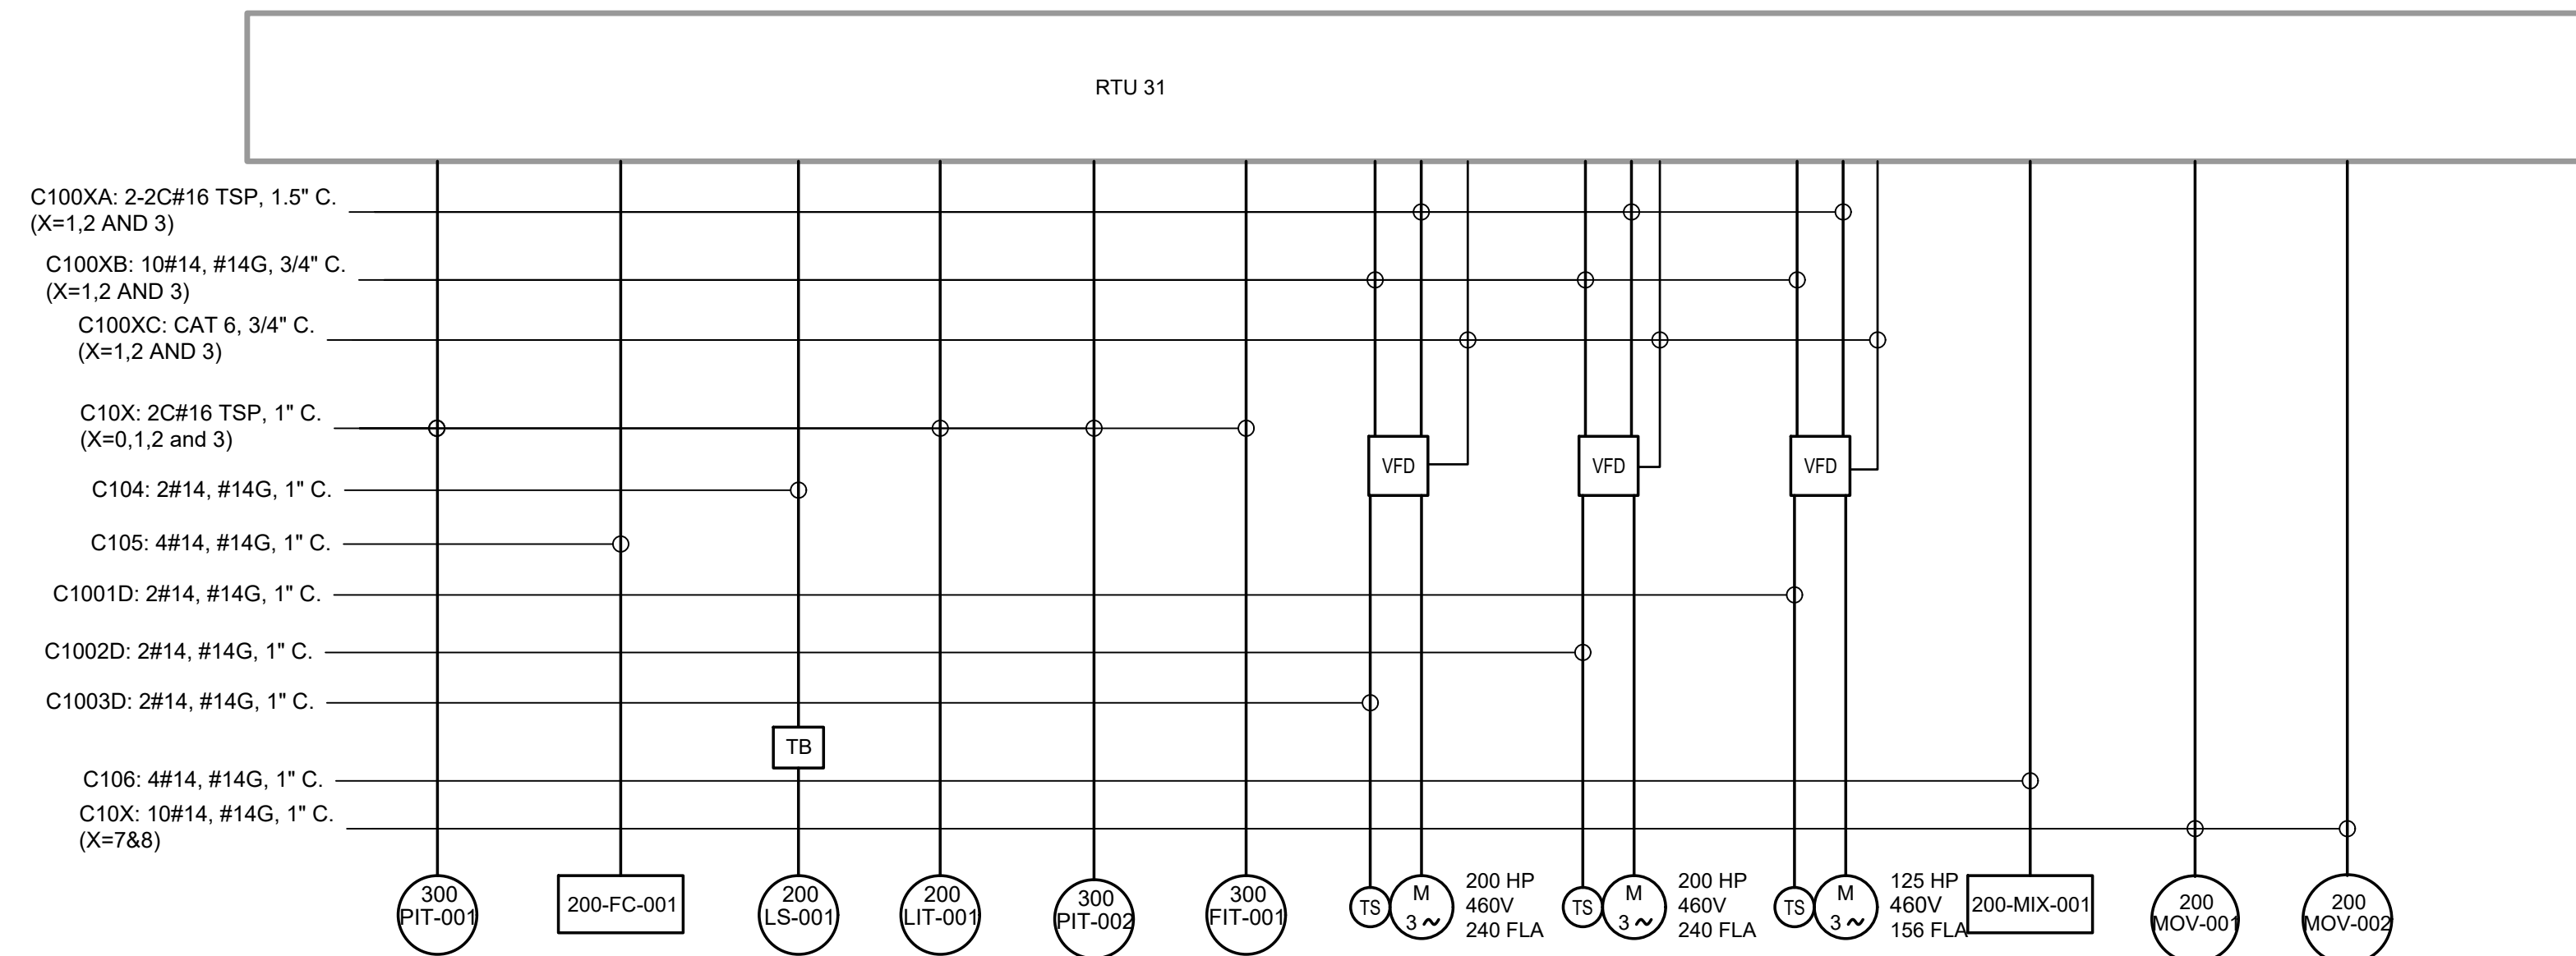 RTU 31
C100XA: 2-2C#16 TSP, 1.5" C.
(X=1,2 AND 3)
C100XB: 10#14, #14G, 3/4" C.
(X=1,2 AND 3)
C100XC: CAT 6, 3/4" C.
(X=1,2 AND 3)
C10X: 2C#16 TSP, 1" C.
(X=0,1,2 and 3)
VFD
VFD
VFD
C104: 2#14, #14G, 1" C.
C105: 4#14, #14G, 1" C.
C1001D: 2#14, #14G, 1" C.
C1002D: 2#14, #14G, 1" C.
C1003D: 2#14, #14G, 1" C.
TB
C106: 4#14, #14G, 1" C.
C10X: 10#14, #14G, 1" C.
(X=7&8)
300
PIT-001
200-FC-001
200
LS-001
200
LIT-001
300
PIT-002
300
FIT-001
TS
M
3 ~
200 HP
460V
240 FLA
TS
M
3 ~
200 HP
460V
240 FLA
TS
M
3 ~
125 HP
460V
156 FLA
200-MIX-001
200
MOV-001
200
MOV-002